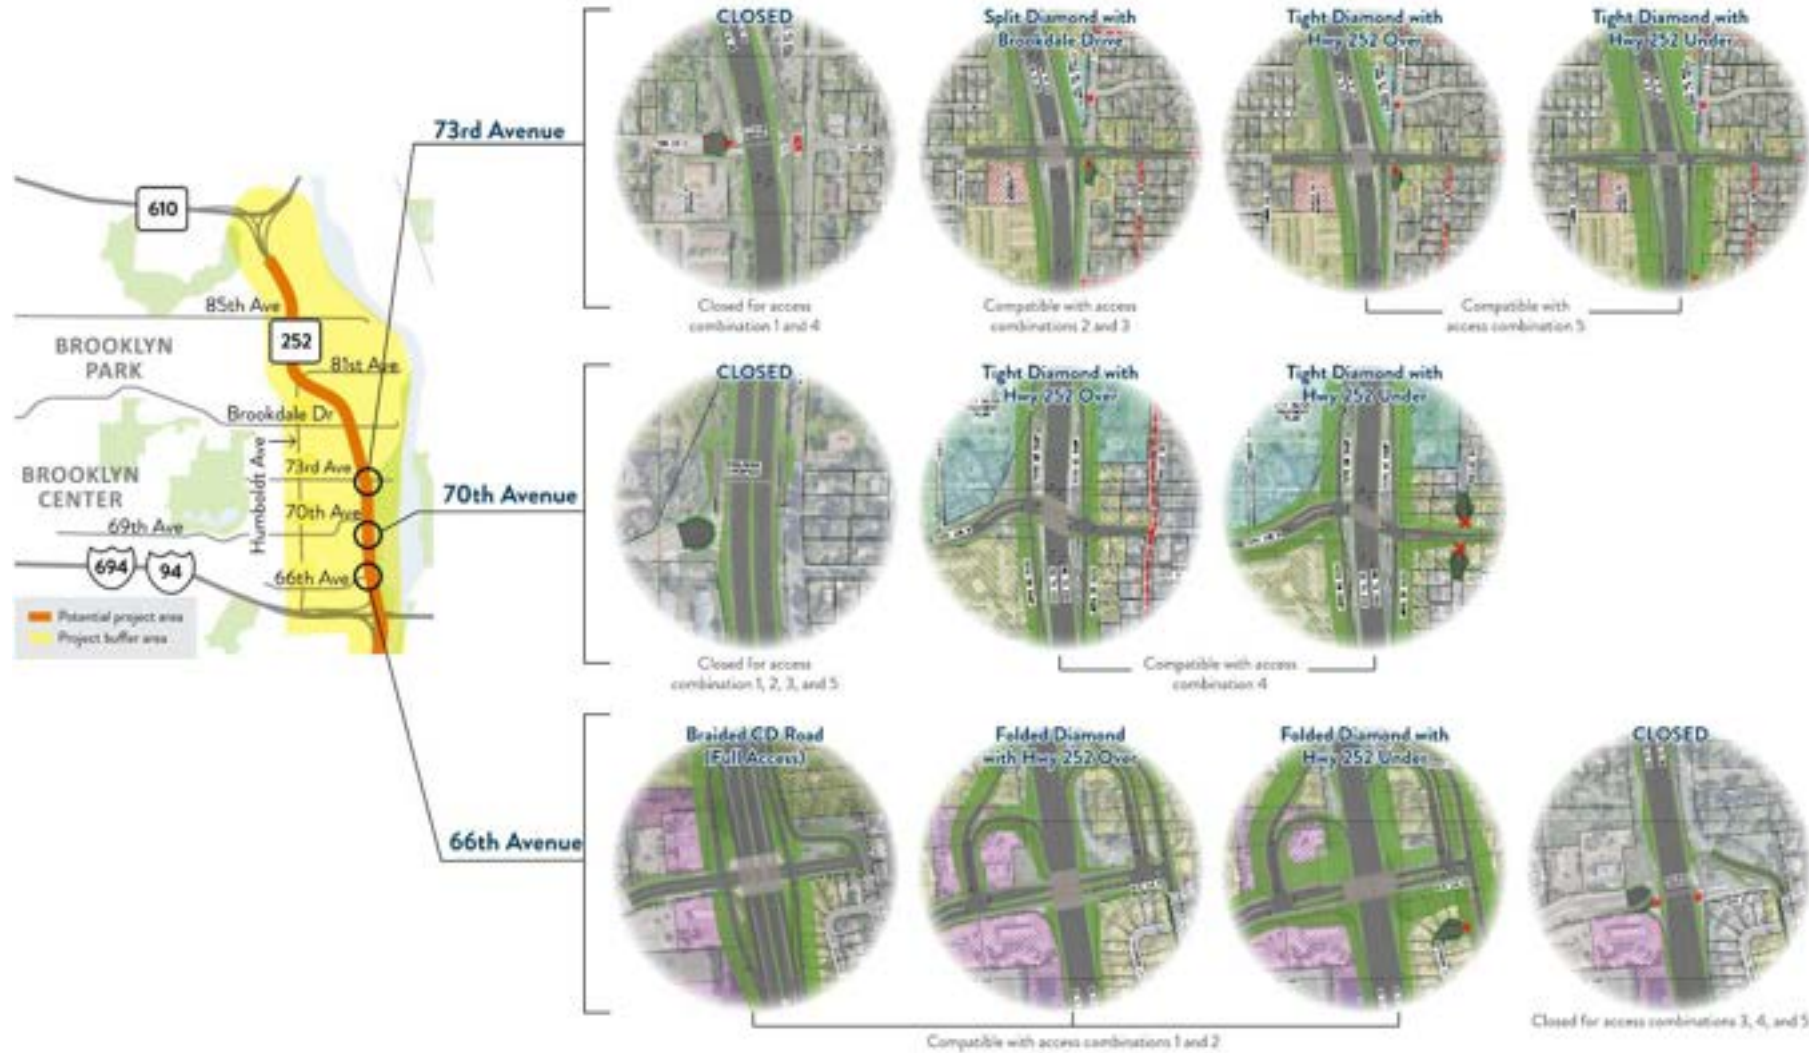 CLOSED
Split Diamond with
Brookdale Drive
Tight Diamond with
Hwy 252 Over
Tight Diamond with
Hwy 252 Under
73rd Avenue
Closed for access
combination 1 and 4
Compatible with access
combinations 2 and 3
Compatible with
access combination 5
610
85th Ave
252
BROOKLYN
PARK
81st Ave
Brookdale Dr
Humboldt Ave
73rd Ave
BROOKLYN
CENTER
70th Ave
69th Ave
694
94
66th Ave
Potential project area
Project buffer area
CLOSED
Tight Diamond with
Hwy 252 Over
Tight Diamond with
Hwy 252 Under
70th Avenue
Closed for access
combination 1, 2, 3, and 5
Compatible with access
combination 4
Braided CD Road
(Full Access)
Folded Diamond
with Hwy 252 Over
Folded Diamond with
Hwy 252 Under
CLOSED
66th Avenue
Compatible with access combinations 1 and 2
Closed for access combinations 3, 4, and 5